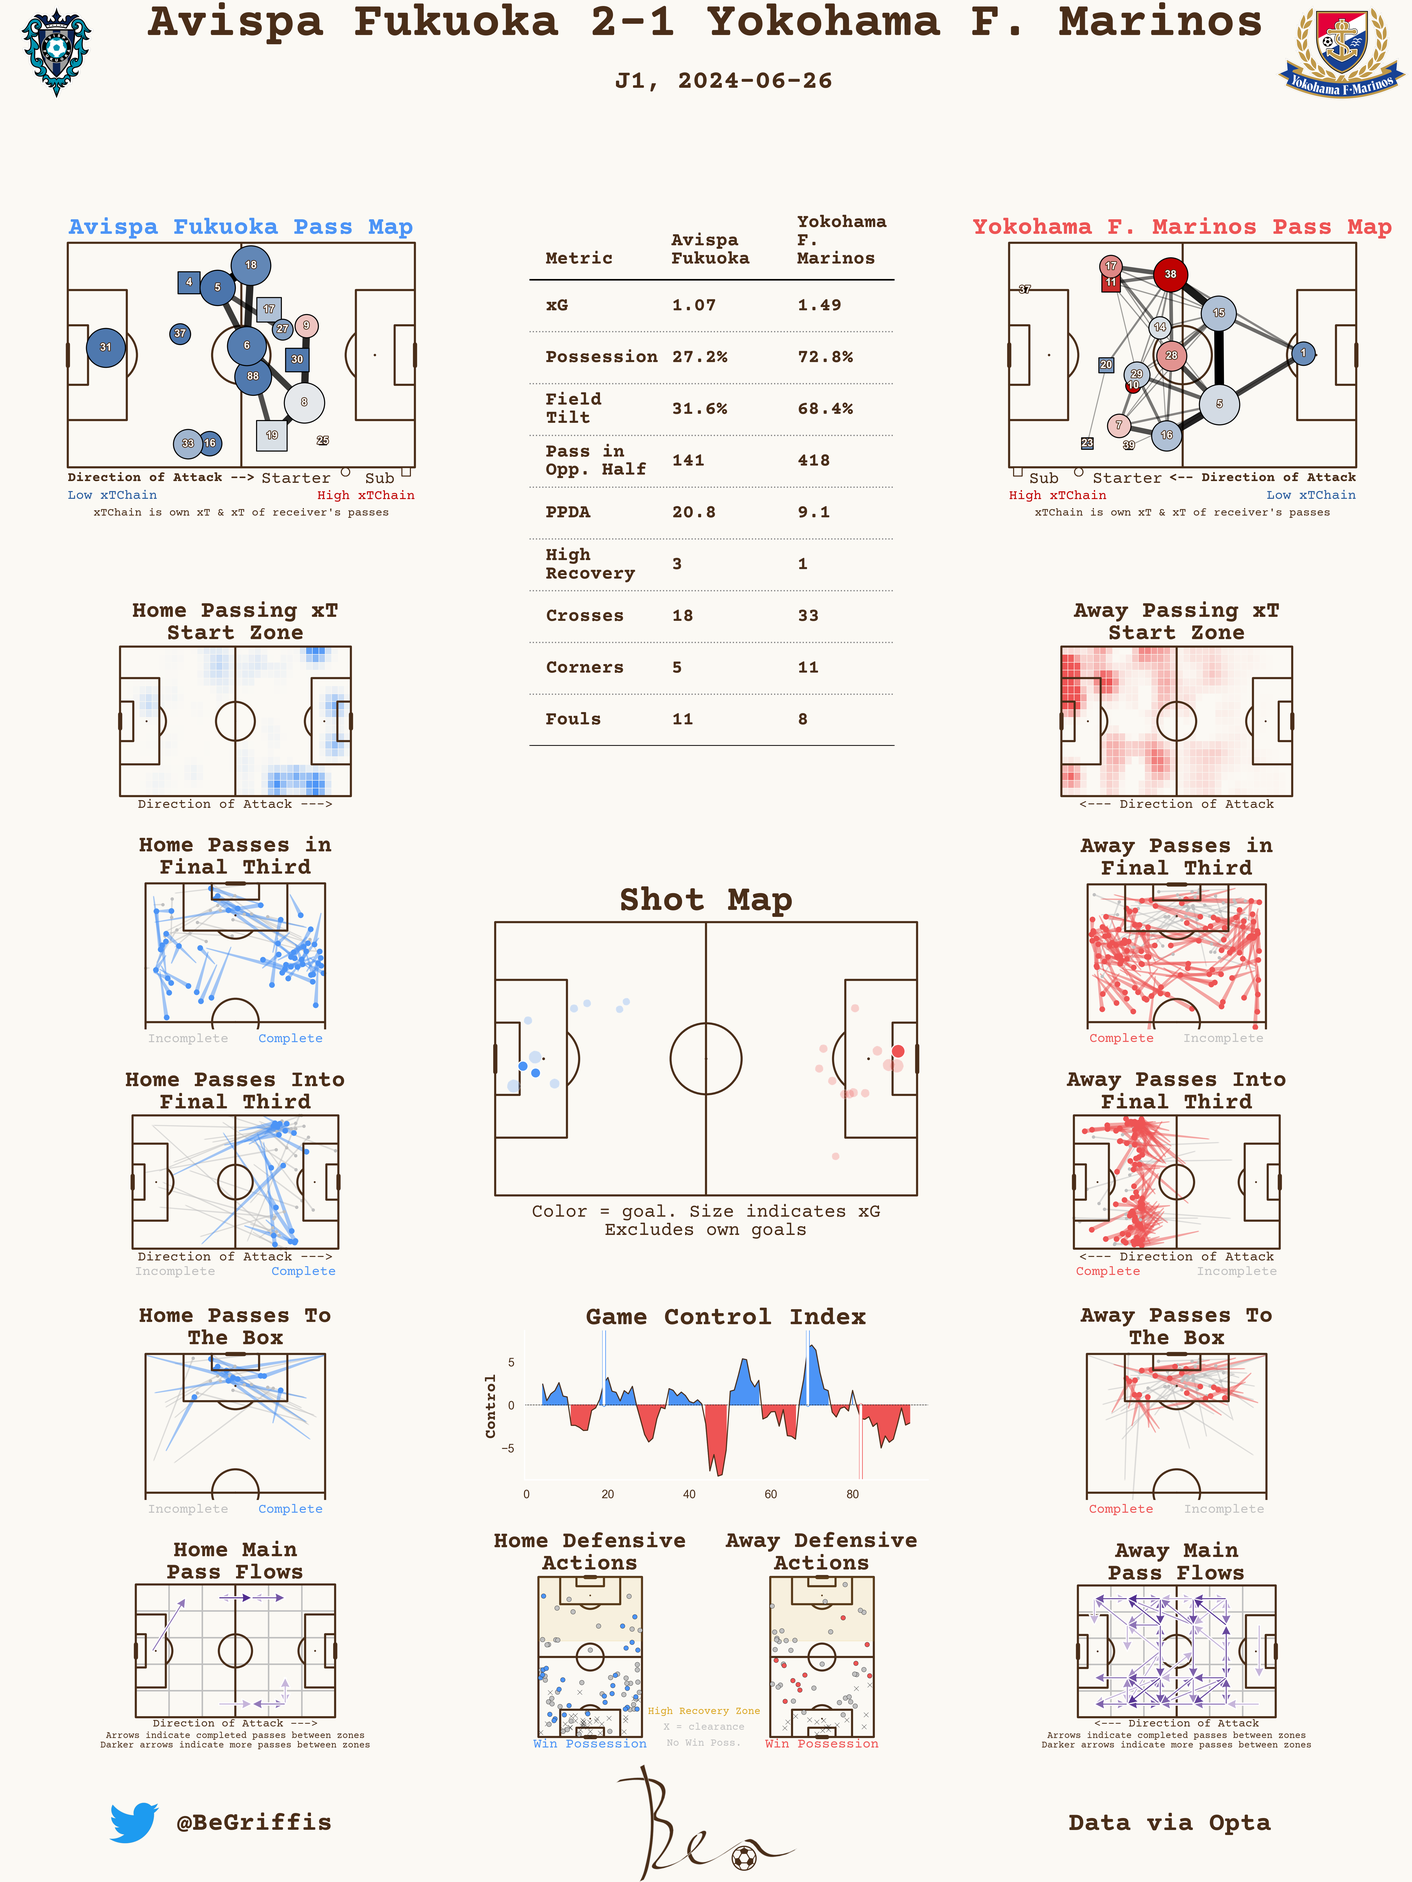 Avispa Fukuoka 2-1 Yokohama F. Marinos
J1, 2024-06-26
Yokohama F·Marinos
Avispa Fukuoka Pass Map
18
4
5
17
27
9
37
31
6
30
88
8
19
33
16
25
Direction of Attack --> Starter Sub
Low xTChain High xTChain
xTChain is own xT & xT of receiver's passes
Metric Avispa Fukuoka Yokohama F. Marinos
xG 1.07 1.49
Possession 27.2% 72.8%
Field Tilt 31.6% 68.4%
Pass in Opp. Half 141 418
PPDA 20.8 9.1
High Recovery 3 1
Crosses 18 33
Corners 5 11
Fouls 11 8
Yokohama F. Marinos Pass Map
17
38
11
37
15
14
28
1
20
29
10
5
7
16
23
39
Sub Starter <-- Direction of Attack
High xTChain Low xTChain
xTChain is own xT & xT of receiver's passes
Home Passing xT
Start Zone
Direction of Attack --->
Away Passing xT
Start Zone
<--- Direction of Attack
Home Passes in
Final Third
Incomplete Complete
Away Passes in
Final Third
Complete Incomplete
Shot Map
Color = goal. Size indicates xG
Excludes own goals
Home Passes Into
Final Third
Direction of Attack --->
Incomplete Complete
Away Passes Into
Final Third
<--- Direction of Attack
Complete Incomplete
Home Passes To
The Box
Incomplete Complete
Game Control Index
Control
5
0
−5
0 20 40 60 80
Away Passes To
The Box
Complete Incomplete
Home Main
Pass Flows
Direction of Attack --->
Arrows indicate completed passes between zones
Darker arrows indicate more passes between zones
Home Defensive
Actions
Win Possession
Away Defensive
Actions
Win Possession
High Recovery Zone
X = clearance
No Win Poss.
Away Main
Pass Flows
<--- Direction of Attack
Arrows indicate completed passes between zones
Darker arrows indicate more passes between zones
@BeGriffis
Ben
Data via Opta